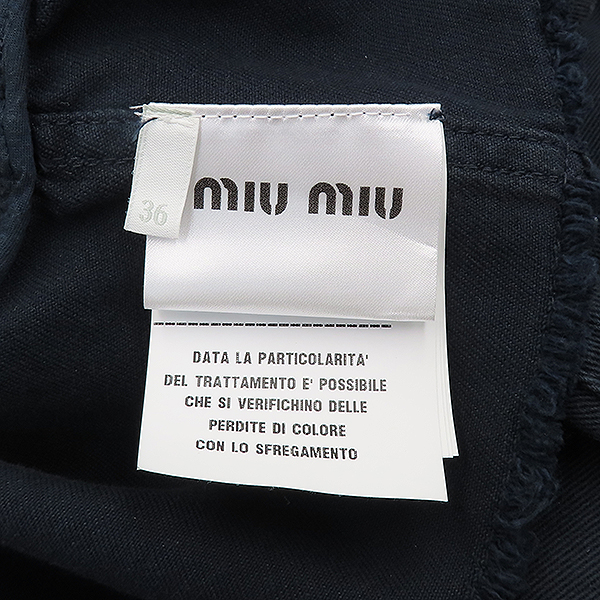 36
miu miu
DATA LA PARTICOLARITA'
DEL TRATTAMENTO E' POSSIBILE
CHE SI VERIFICHINO DELLE
PERDITE DI COLORE
CON LO SFREGAMENTO